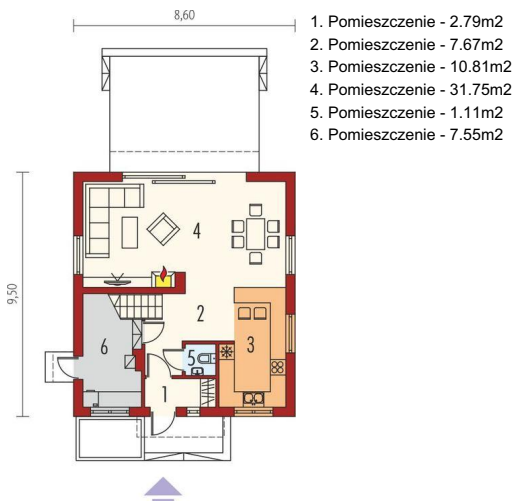 8,60
1. Pomieszczenie - 2.79m2
2. Pomieszczenie - 7.67m2
3. Pomieszczenie - 10.81m2
4. Pomieszczenie - 31.75m2
5. Pomieszczenie - 1.11m2
6. Pomieszczenie - 7.55m2
4
9,50
2
6
5
3
1